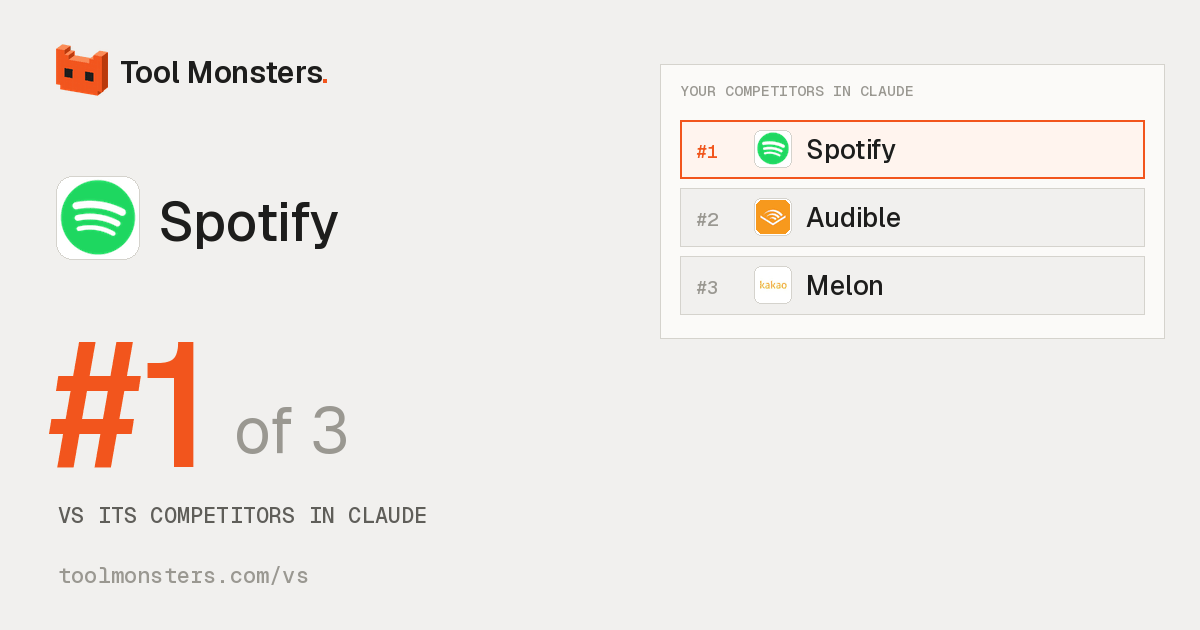 Tool Monsters.
Spotify
#1 of 3
VS ITS COMPETITORS IN CLAUDE
toolmonsters.com/vs
YOUR COMPETITORS IN CLAUDE
#1 Spotify
#2 Audible
#3 kakao Melon